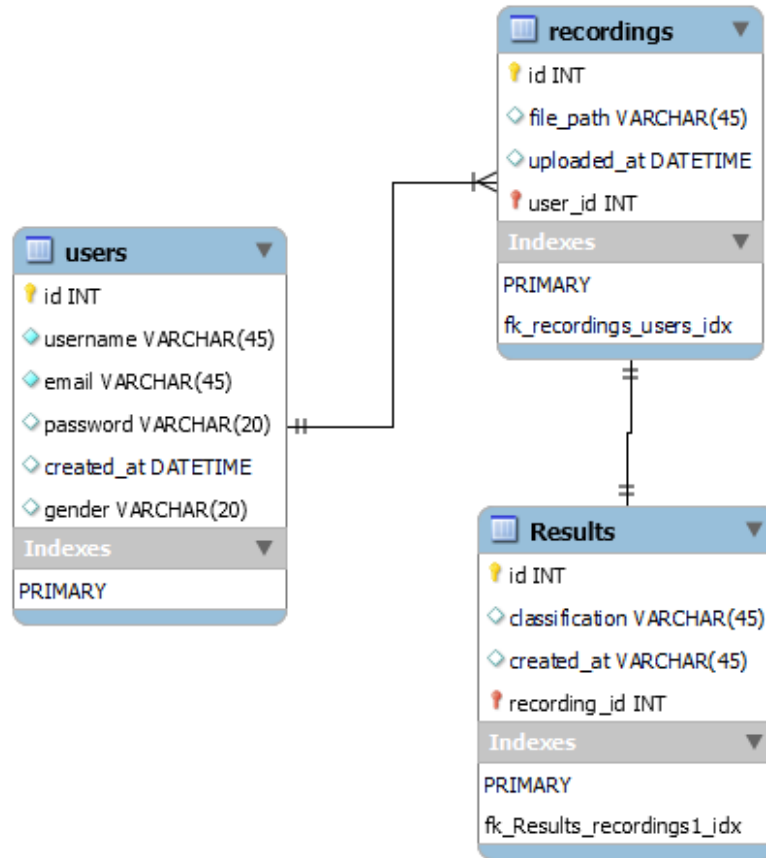 recordings
id INT
file_path VARCHAR(45)
uploaded_at DATETIME
user_id INT
Indexes
PRIMARY
fk_recordings_users_idx
users
id INT
username VARCHAR(45)
email VARCHAR(45)
password VARCHAR(20)
created_at DATETIME
gender VARCHAR(20)
Indexes
PRIMARY
Results
id INT
classification VARCHAR(45)
created_at VARCHAR(45)
recording_id INT
Indexes
PRIMARY
fk_Results_recordings1_idx